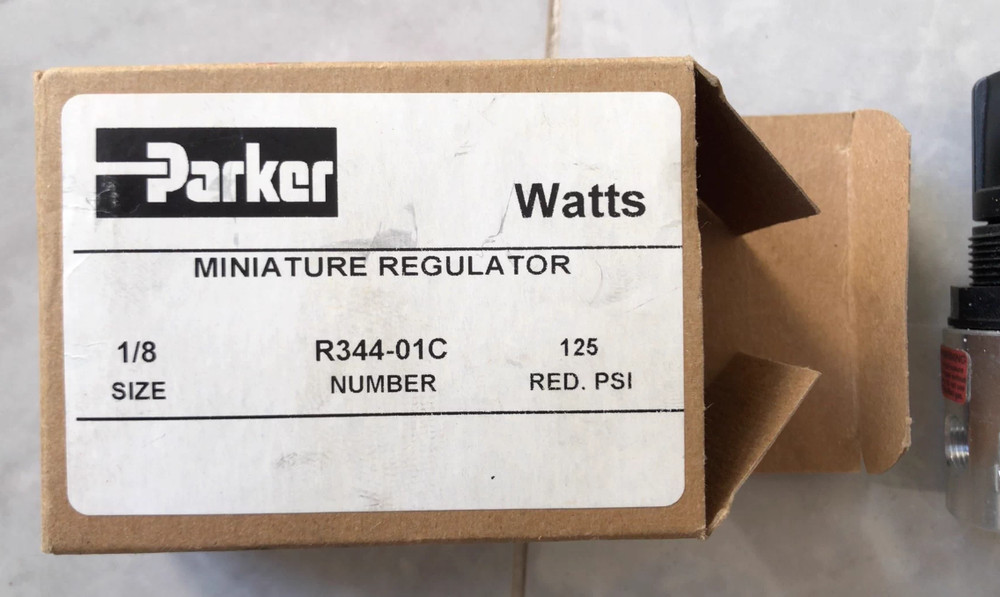 Parker
Watts
MINIATURE REGULATOR
1/8 R344-01C 125
SIZE NUMBER RED. PSI